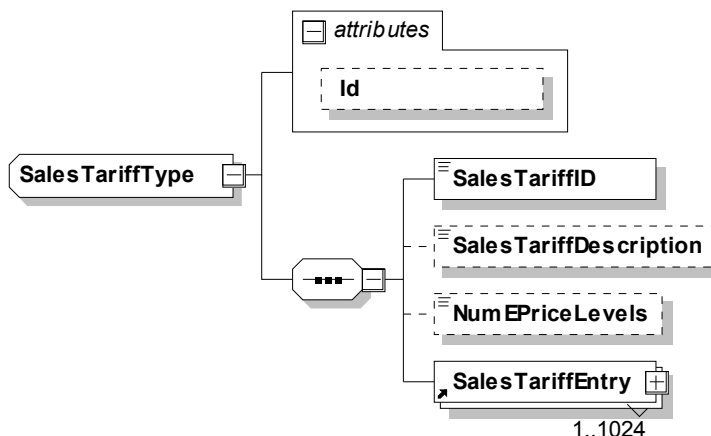 attributes
Id
SalesTariffType
SalesTariffID
SalesTariffDescription
NumEPriceLevels
SalesTariffEntry
1..1024